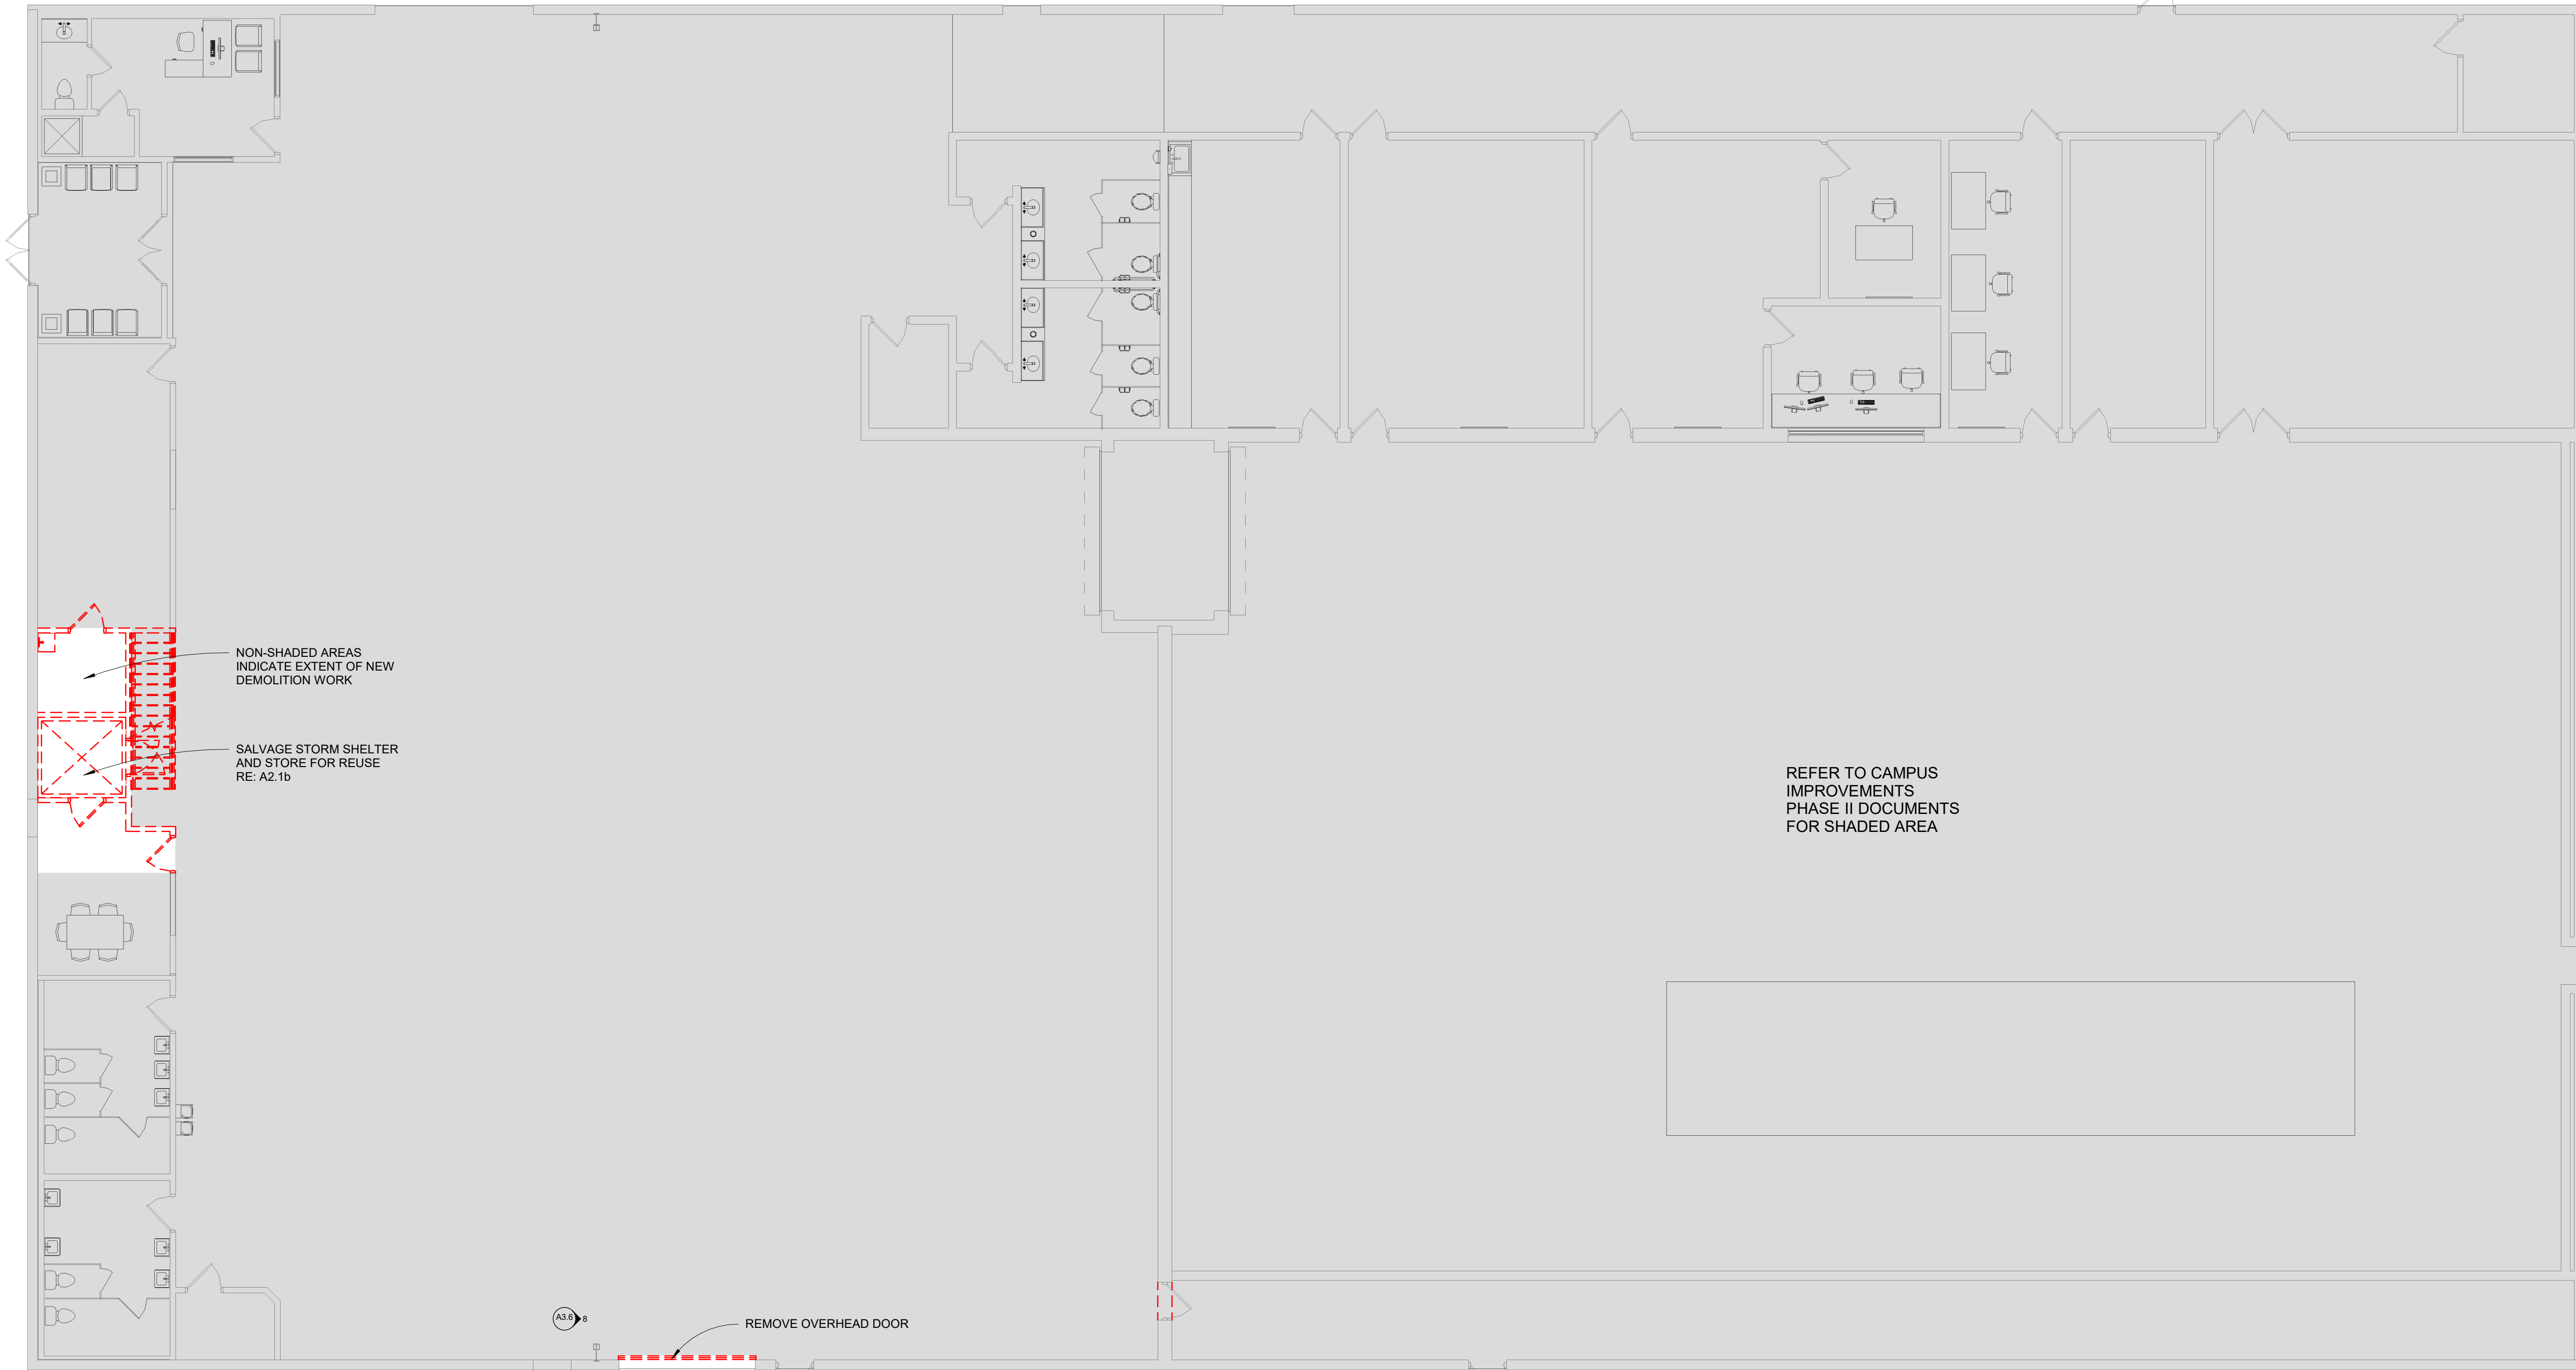 NON-SHADED AREAS
INDICATE EXTENT OF NEW
DEMOLITION WORK
SALVAGE STORM SHELTER
AND STORE FOR REUSE
RE: A2.1b
REFER TO CAMPUS
IMPROVEMENTS
PHASE II DOCUMENTS
FOR SHADED AREA
A3.6 8
REMOVE OVERHEAD DOOR